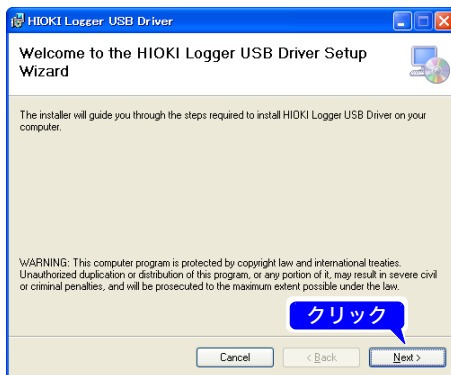 HIOKI Logger USB Driver
Welcome to the HIOKI Logger USB Driver Setup
Wizard
The installer will guide you through the steps required to install HIOKI Logger USB Driver on your
computer.
WARNING: This computer program is protected by copyright law and international treaties.
Unauthorized duplication or distribution of this program, or any portion of it, may result in severe civil
or criminal penalties, and will be prosecuted to the maximum extent possible under the law.
クリック
Cancel < Back Next >